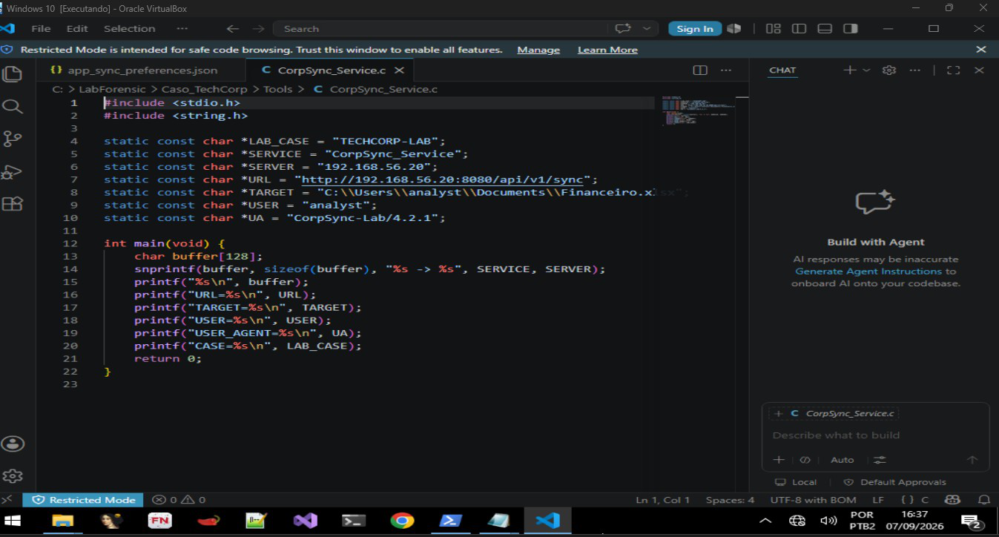 Windows 10 [Executando] - Oracle VirtualBox
File Edit Selection ··· Search Sign In
Restricted Mode is intended for safe code browsing. Trust this window to enable all features. Manage Learn More
{} app_sync_preferences.json C CorpSync_Service.c
C: > LabForensic > Caso_TechCorp > Tools > C CorpSync_Service.c
1 #include <stdio.h>
2 #include <string.h>
3
4 static const char *LAB_CASE = "TECHCORP-LAB";
5 static const char *SERVICE = "CorpSync_Service";
6 static const char *SERVER = "192.168.56.20";
7 static const char *URL = "http://192.168.56.20:8080/api/v1/sync";
8 static const char *TARGET = "C:\\Users\\analyst\\Documents\\Financeiro.xlsx";
9 static const char *USER = "analyst";
10 static const char *UA = "CorpSync-Lab/4.2.1";
11
12 int main(void) {
13     char buffer[128];
14     snprintf(buffer, sizeof(buffer), "%s -> %s", SERVICE, SERVER);
15     printf("%s\n", buffer);
16     printf("URL=%s\n", URL);
17     printf("TARGET=%s\n", TARGET);
18     printf("USER=%s\n", USER);
19     printf("USER_AGENT=%s\n", UA);
20     printf("CASE=%s\n", LAB_CASE);
21     return 0;
22 }
23
CHAT
Build with Agent
AI responses may be inaccurate
Generate Agent Instructions to
onboard AI onto your codebase.
C CorpSync_Service.c
Describe what to build
Auto
Local Default Approvals
Restricted Mode 0 0 Ln 1, Col 1 Spaces: 4 UTF-8 with BOM LF {} C
FN
POR
PTB2
16:37
07/09/2026
2